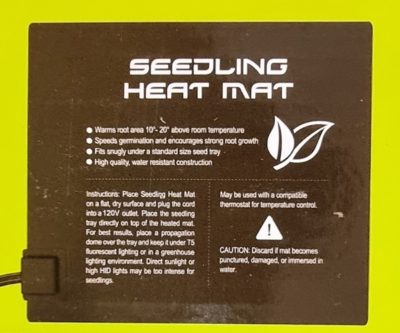 SEEDLING
HEAT MAT
● Warms root area 10°- 20° above room temperature
● Speeds germination and encourages strong root growth
● Fits snugly under a standard size seed tray
● High quality, water resistant construction
Instructions: Place Seedling Heat Mat
on a flat, dry surface and plug the cord
into a 120V outlet. Place the seedling
tray directly on top of the heated mat.
For best results, place a propagation
dome over the tray and keep it under T5
fluorescent lighting or in a greenhouse
lighting environment. Direct sunlight or
high HID lights may be too intense for
seedlings.
May be used with a compatible
thermostat for temperature control.
CAUTION: Discard if mat becomes
punctured, damaged, or immersed in
water.